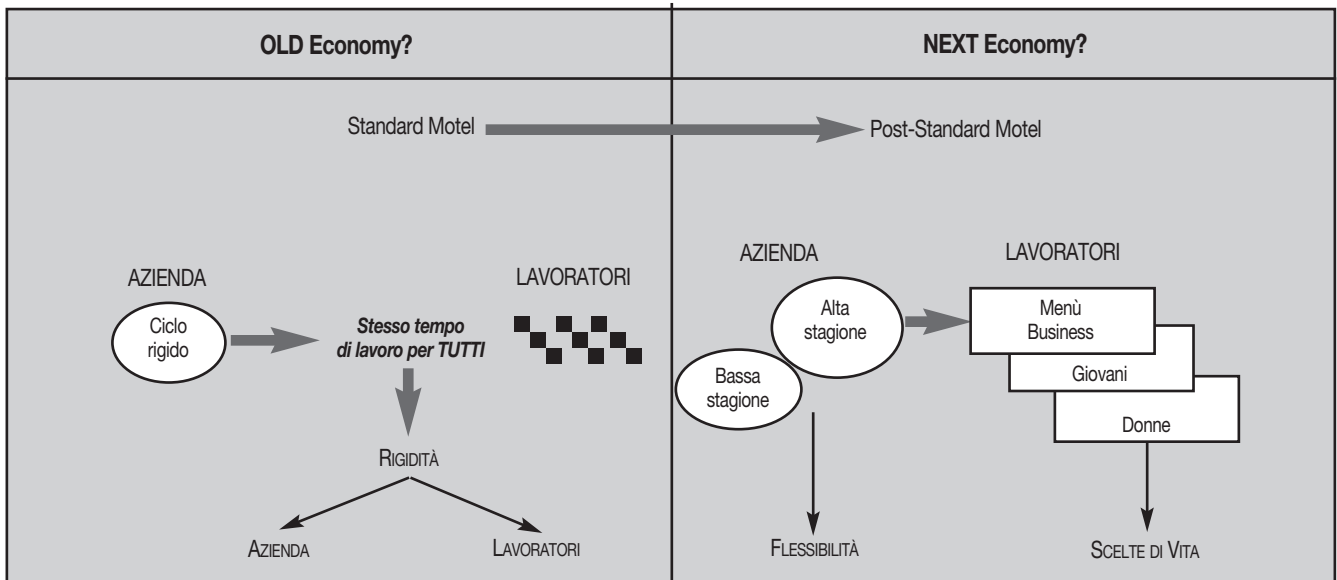 OLD Economy?
NEXT Economy?
Standard Motel
Post-Standard Motel
AZIENDA
Ciclo
rigido
Stesso tempo
di lavoro per TUTTI
LAVORATORI
RIGIDITÀ
AZIENDA
LAVORATORI
AZIENDA
Alta
stagione
Bassa
stagione
LAVORATORI
Menù
Business
Giovani
Donne
FLESSIBILITÀ
SCELTE DI VITA